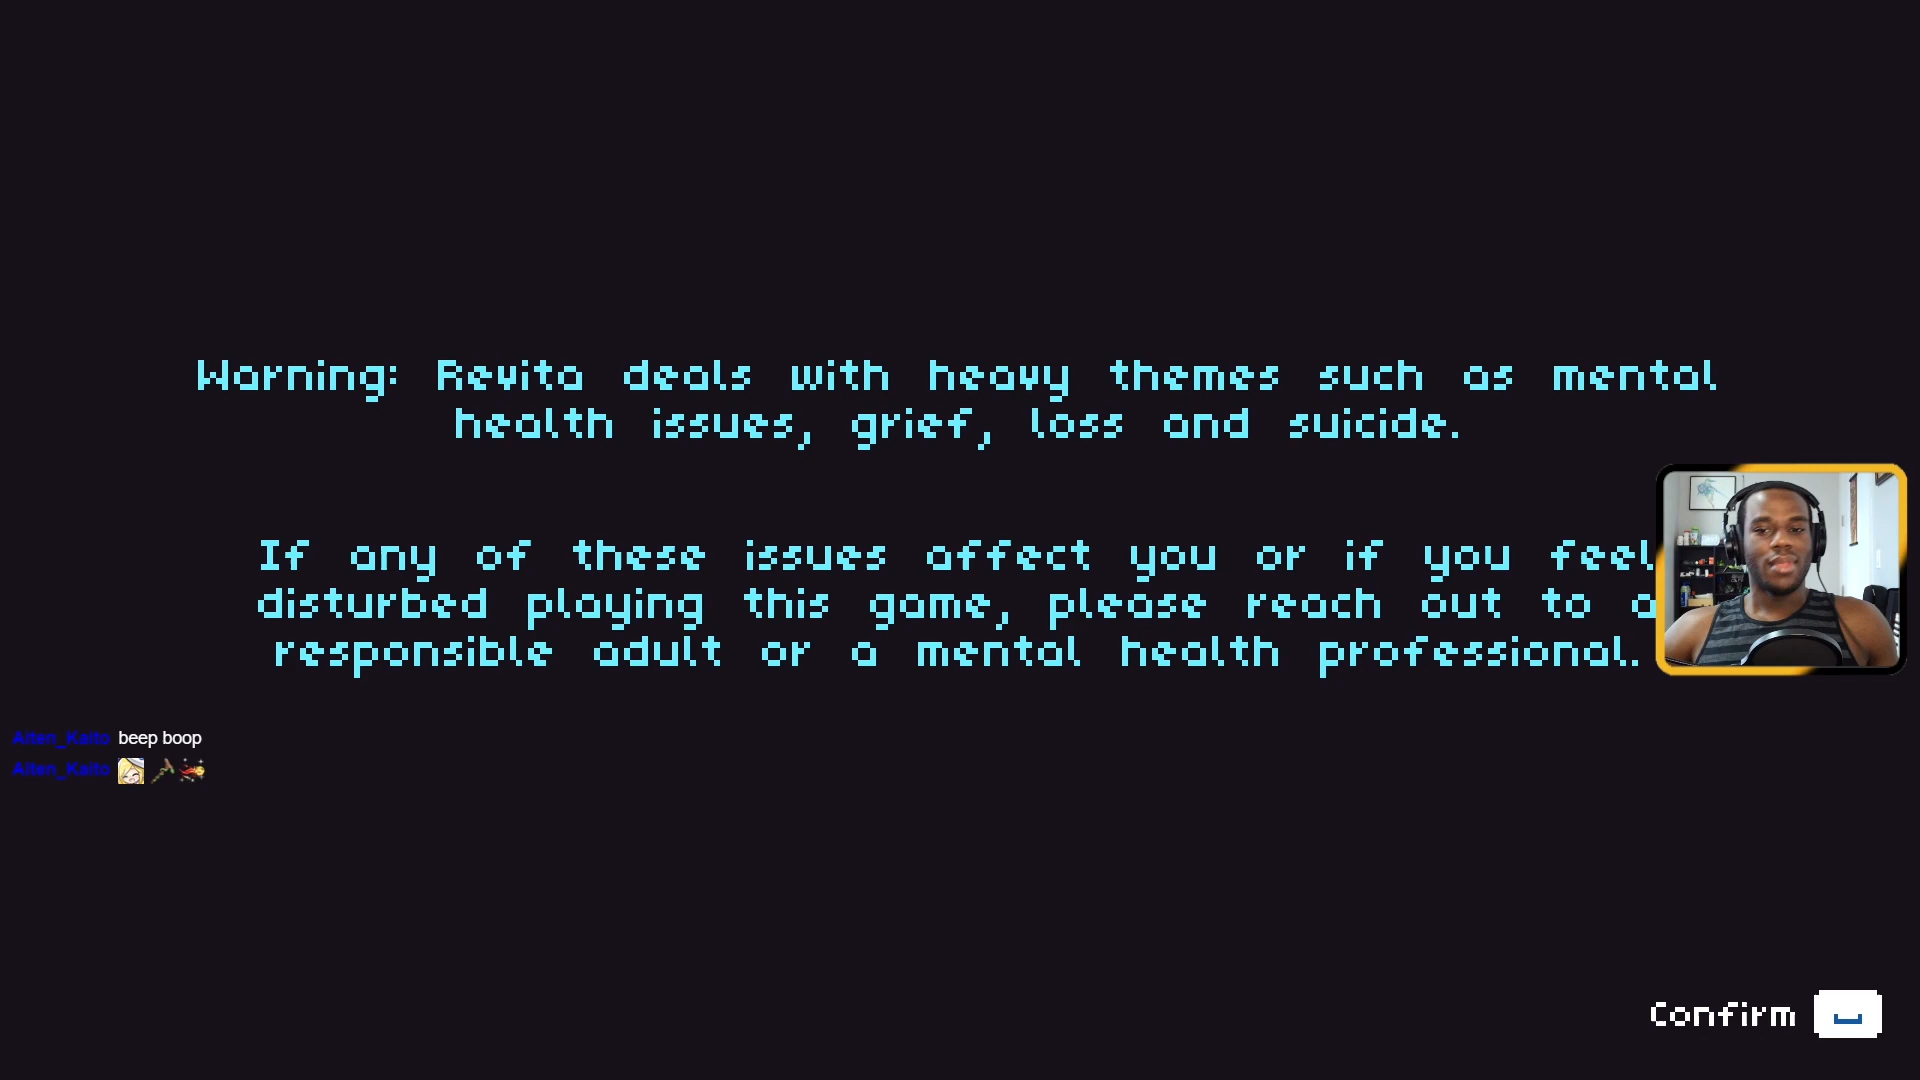 Warning: Revita deals with heavy themes such as mental
health issues, grief, loss and suicide.
If any of these issues affect you or if you feel
disturbed playing this game, please reach out to a
responsible adult or a mental health professional.
Alten_Kaito beep boop
Alten_Kaito
Confirm